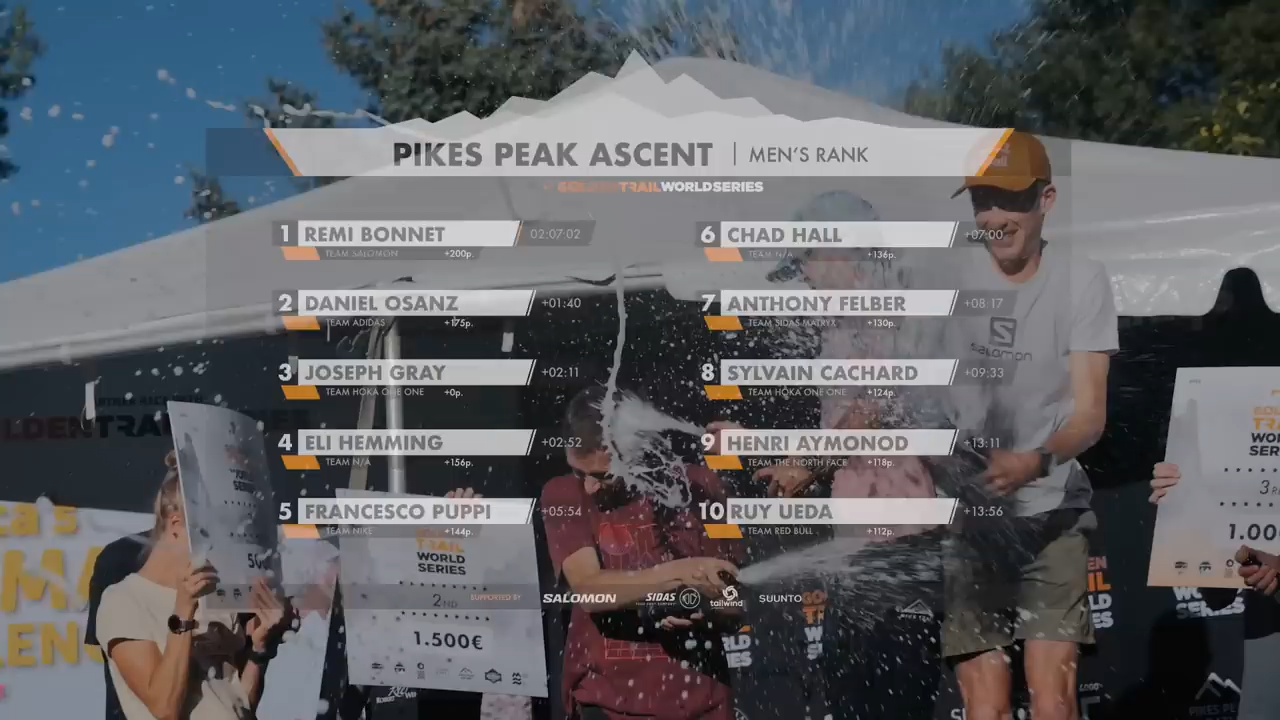 PIKES PEAK ASCENT | MEN'S RANK
GOLDENTRAILWORLDSERIES
1 REMI BONNET 02:07:02
TEAM SALOMON +200p.
2 DANIEL OSANZ +01:40
TEAM ADIDAS +175p.
3 JOSEPH GRAY +02:11
TEAM HOKA ONE ONE +0p.
4 ELI HEMMING +02:52
TEAM N/A +156p.
5 FRANCESCO PUPPI +05:54
TEAM NIKE +144p.
6 CHAD HALL +07:00
TEAM N/A +136p.
7 ANTHONY FELBER +08:17
TEAM SIDAS MATRYX +130p.
8 SYLVAIN CACHARD +09:33
TEAM HOKA ONE ONE +124p.
9 HENRI AYMONOD +13:11
TEAM THE NORTH FACE +118p.
10 RUY UEDA +13:56
TEAM RED BULL +112p.
SUPPORTED BY SALOMON SIDAS tailwind SUUNTO
salomon
TRAIL
WORLD
SERIES
2ND
1.500€
WORLD
SERIES
PIKES PE